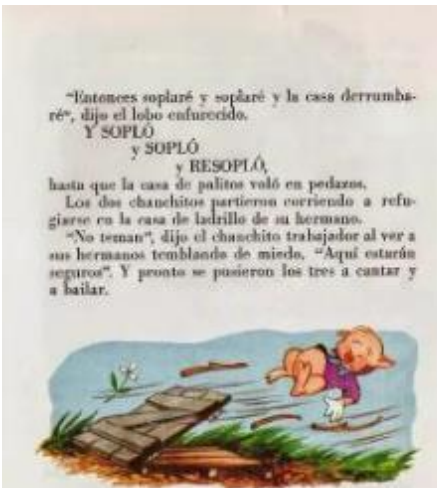 "Entonces soplaré y soplaré y la casa derrumba-
ré", dijo el lobo enfurecido.
Y SOPLÓ
y SOPLÓ
y RESOPLÓ,
hasta que la casa de palitos voló en pedazos.
Los dos chanchitos partieron corriendo a refu-
giarse en la casa de ladrillo de su hermano.
"No teman", dijo el chanchito trabajador al ver a
sus hermanos temblando de miedo, "Aquí estarán
seguros". Y pronto se pusieron los tres a cantar y
a bailar.